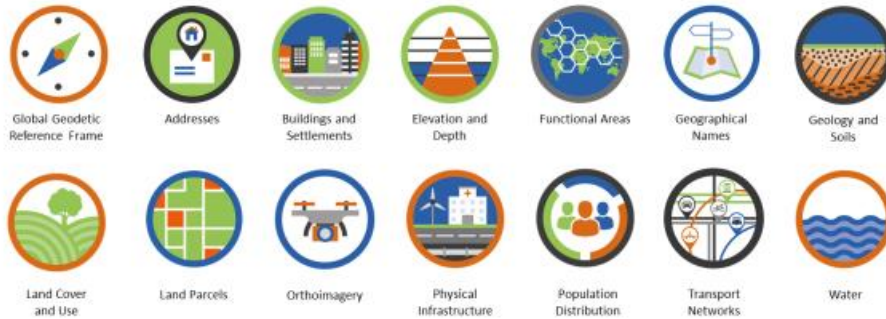 Global Geodetic
Reference Frame
Addresses
Buildings and
Settlements
Elevation and
Depth
Functional Areas
Geographical
Names
Geology and
Soils
Land Cover
and Use
Land Parcels
Orthoimagery
Physical
Infrastructure
Population
Distribution
Transport
Networks
Water